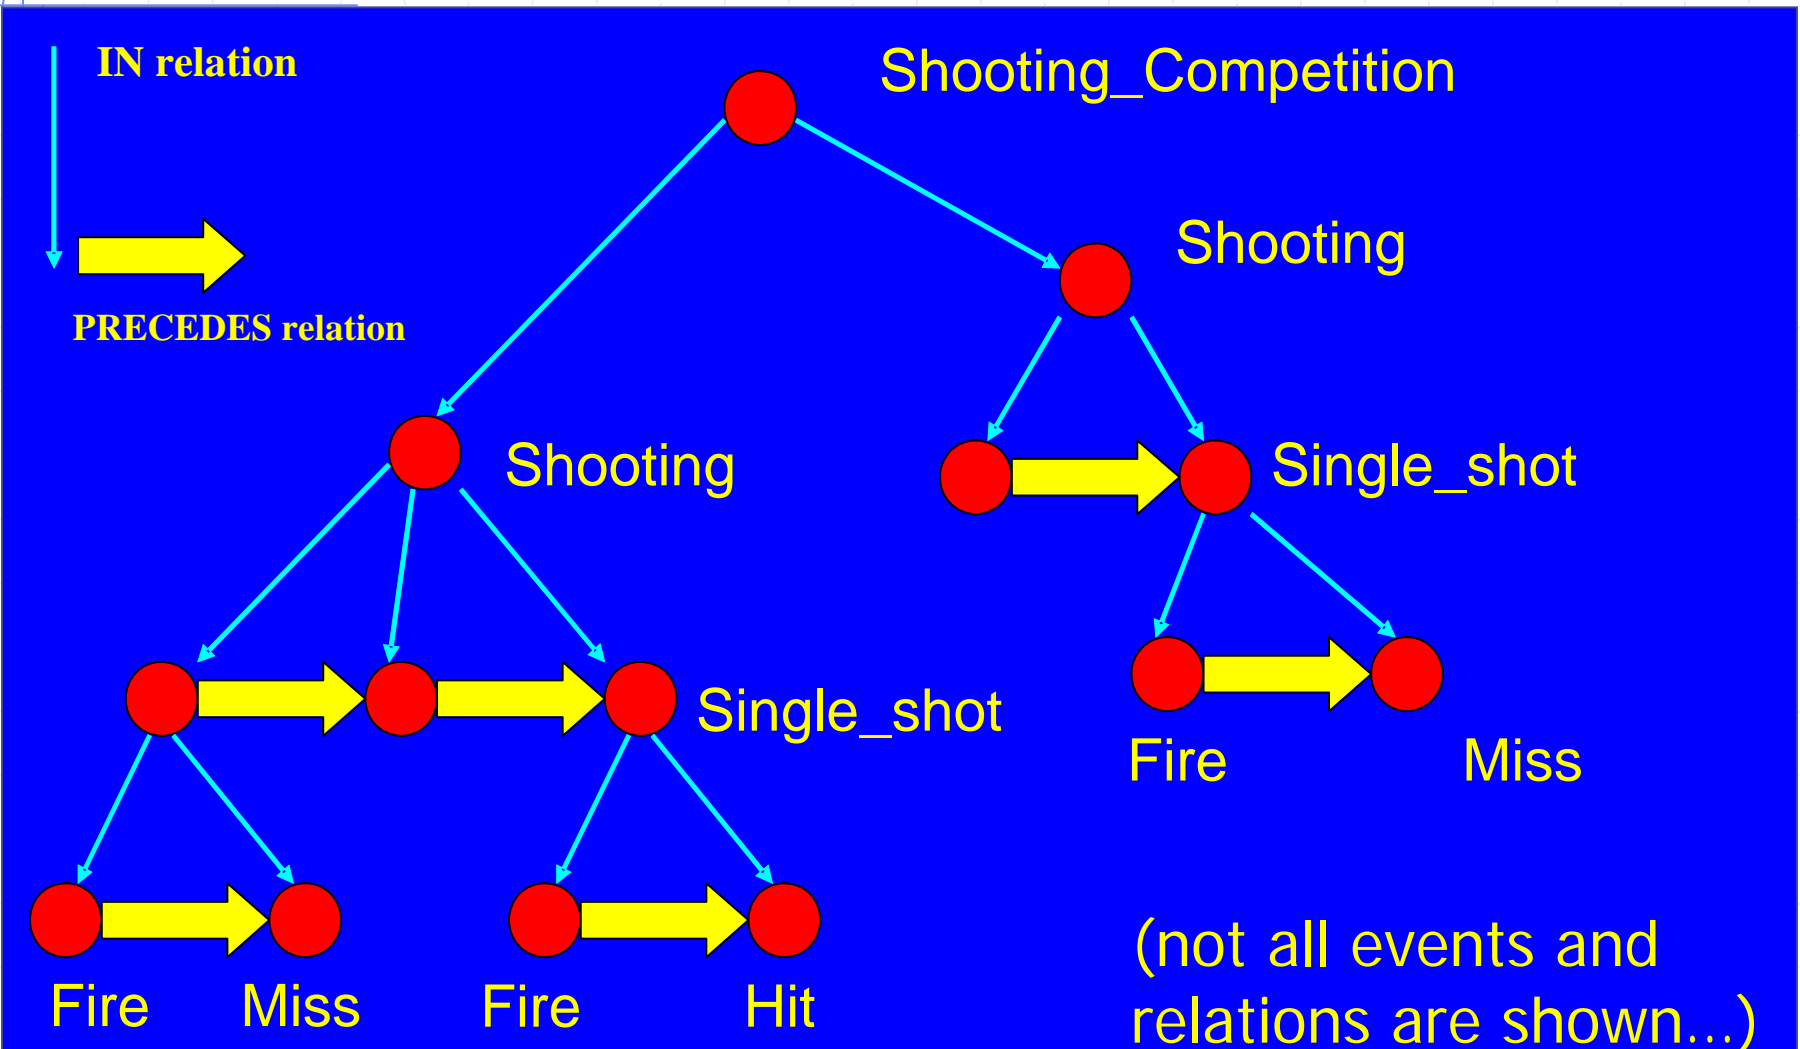 IN relation
Shooting_Competition
Shooting
PRECEDES relation
Shooting
Single_shot
Single_shot
Fire
Miss
Fire
Miss
Fire
Hit
(not all events and
relations are shown...)